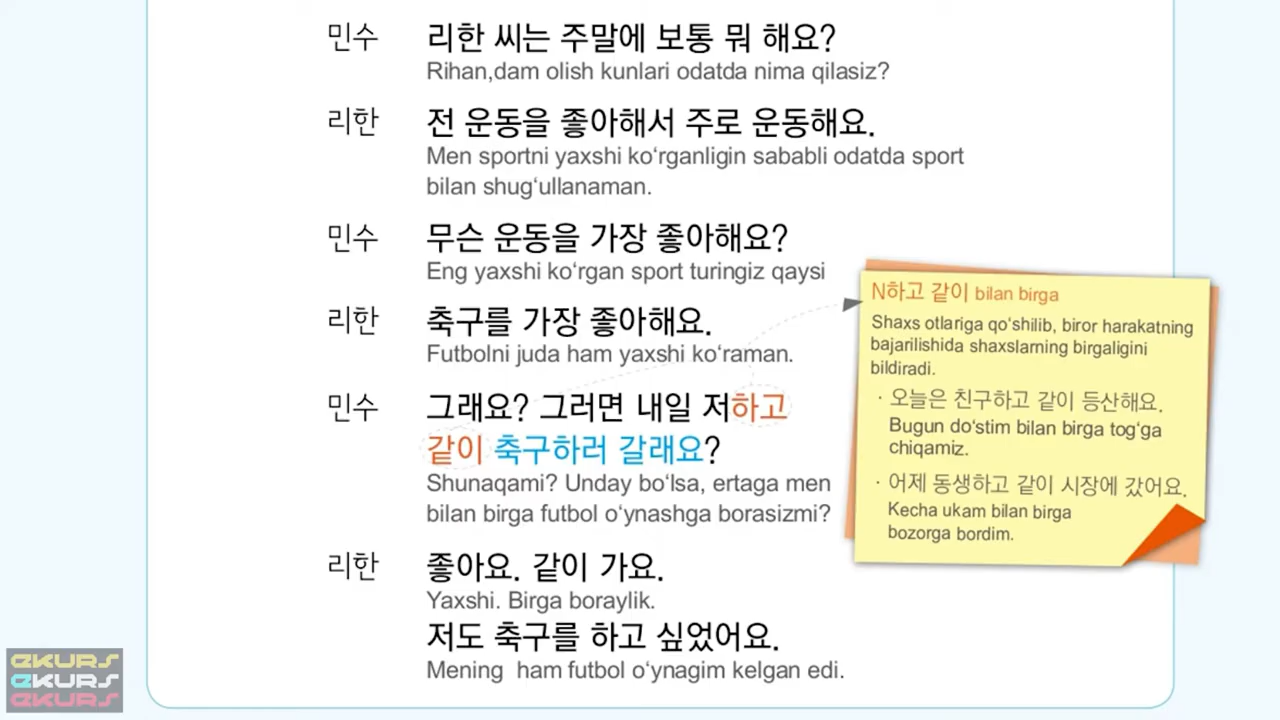 민수 리한 씨는 주말에 보통 뭐 해요?
Rihan,dam olish kunlari odatda nima qilasiz?
리한 전 운동을 좋아해서 주로 운동해요.
Men sportni yaxshi ko‘rganligin sababli odatda sport
bilan shug‘ullanaman.
민수 무슨 운동을 가장 좋아해요?
Eng yaxshi ko‘rgan sport turingiz qaysi
리한 축구를 가장 좋아해요.
Futbolni juda ham yaxshi ko‘raman.
민수 그래요? 그러면 내일 저하고
같이 축구하러 갈래요?
Shunaqami? Unday bo‘lsa, ertaga men
bilan birga futbol o‘ynashga borasizmi?
리한 좋아요. 같이 가요.
Yaxshi. Birga boraylik.
저도 축구를 하고 싶었어요.
Mening ham futbol o‘ynagim kelgan edi.
N하고 같이 bilan birga
Shaxs otlariga qo‘shilib, biror harakatning
bajarilishida shaxslarning birgaligini
bildiradi.
· 오늘은 친구하고 같이 등산해요.
Bugun do‘stim bilan birga tog‘ga
chiqamiz.
· 어제 동생하고 같이 시장에 갔어요.
Kecha ukam bilan birga
bozorga bordim.
EKURS
EKURS
EKURS